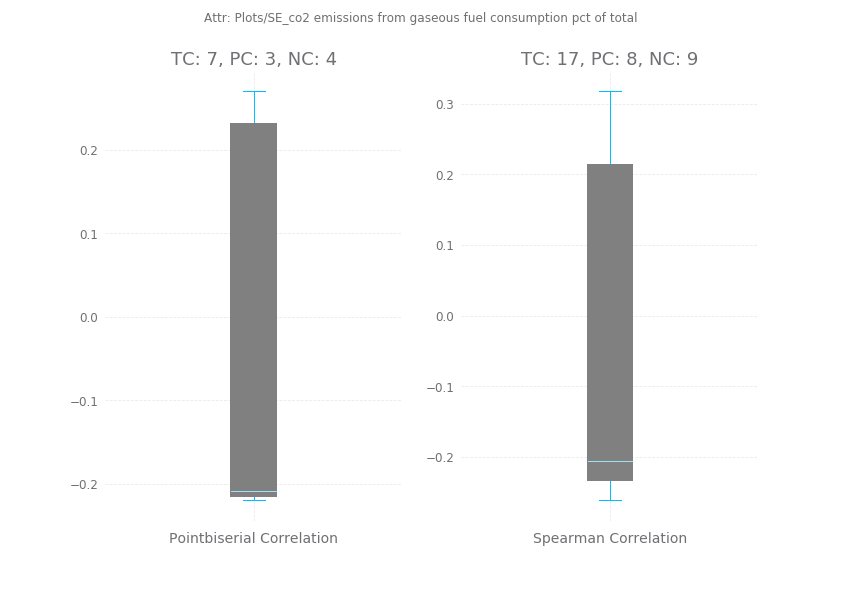 Attr: Plots/SE_co2 emissions from gaseous fuel consumption pct of total
TC: 7, PC: 3, NC: 4
0.2
0.1
0.0
−0.1
−0.2
Pointbiserial Correlation
TC: 17, PC: 8, NC: 9
0.3
0.2
0.1
0.0
−0.1
−0.2
Spearman Correlation